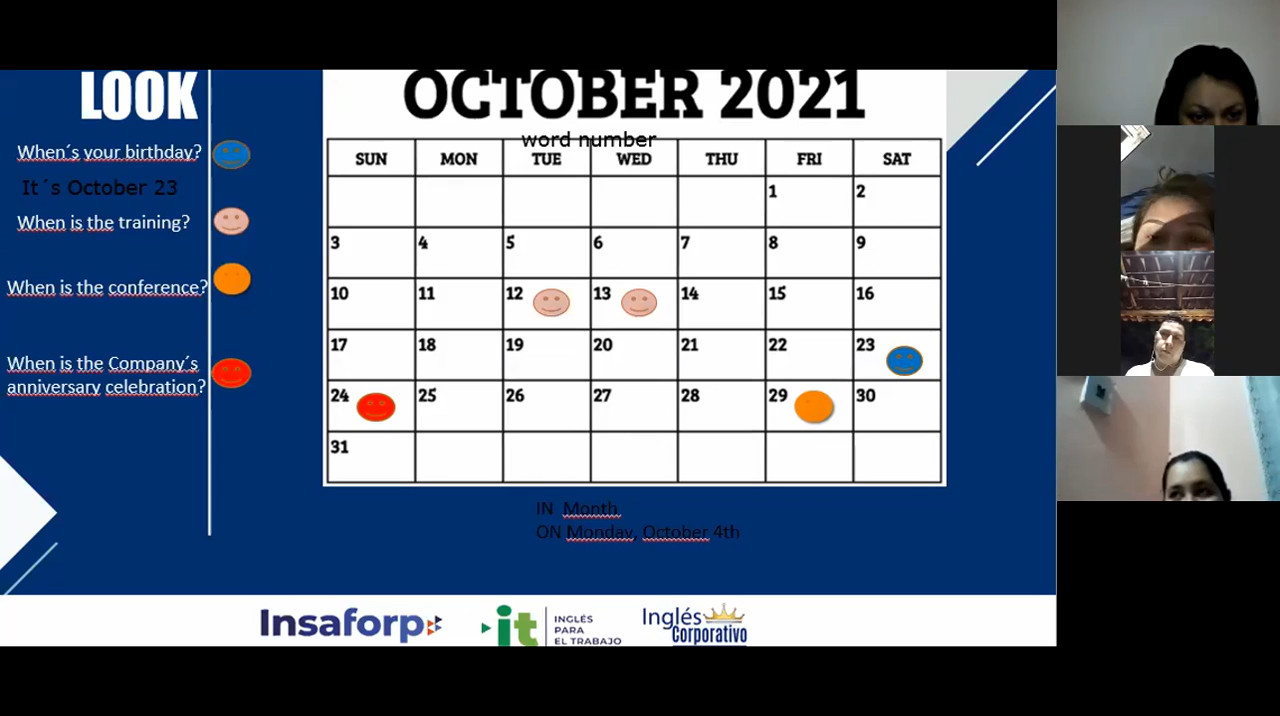 LOOK
When´s your birthday?
It´s October 23
When is the training?
When is the conference?
When is the Company´s
anniversary celebration?
OCTOBER 2021
word number
SUN MON TUE WED THU FRI SAT
1 2
3 4 5 6 7 8 9
10 11 12 13 14 15 16
17 18 19 20 21 22 23
24 25 26 27 28 29 30
31
IN Month
ON Monday, October 4th
Insaforp
it
INGLÉS
PARA
EL TRABAJO
Inglés
Corporativo